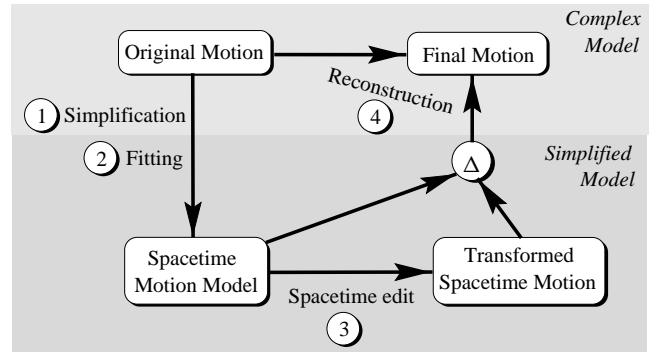 Complex
Model
Original Motion
Final Motion
Reconstruction
4
1 Simplification
2 Fitting
Simplified
Model
Δ
Spacetime
Motion Model
Transformed
Spacetime Motion
Spacetime edit
3